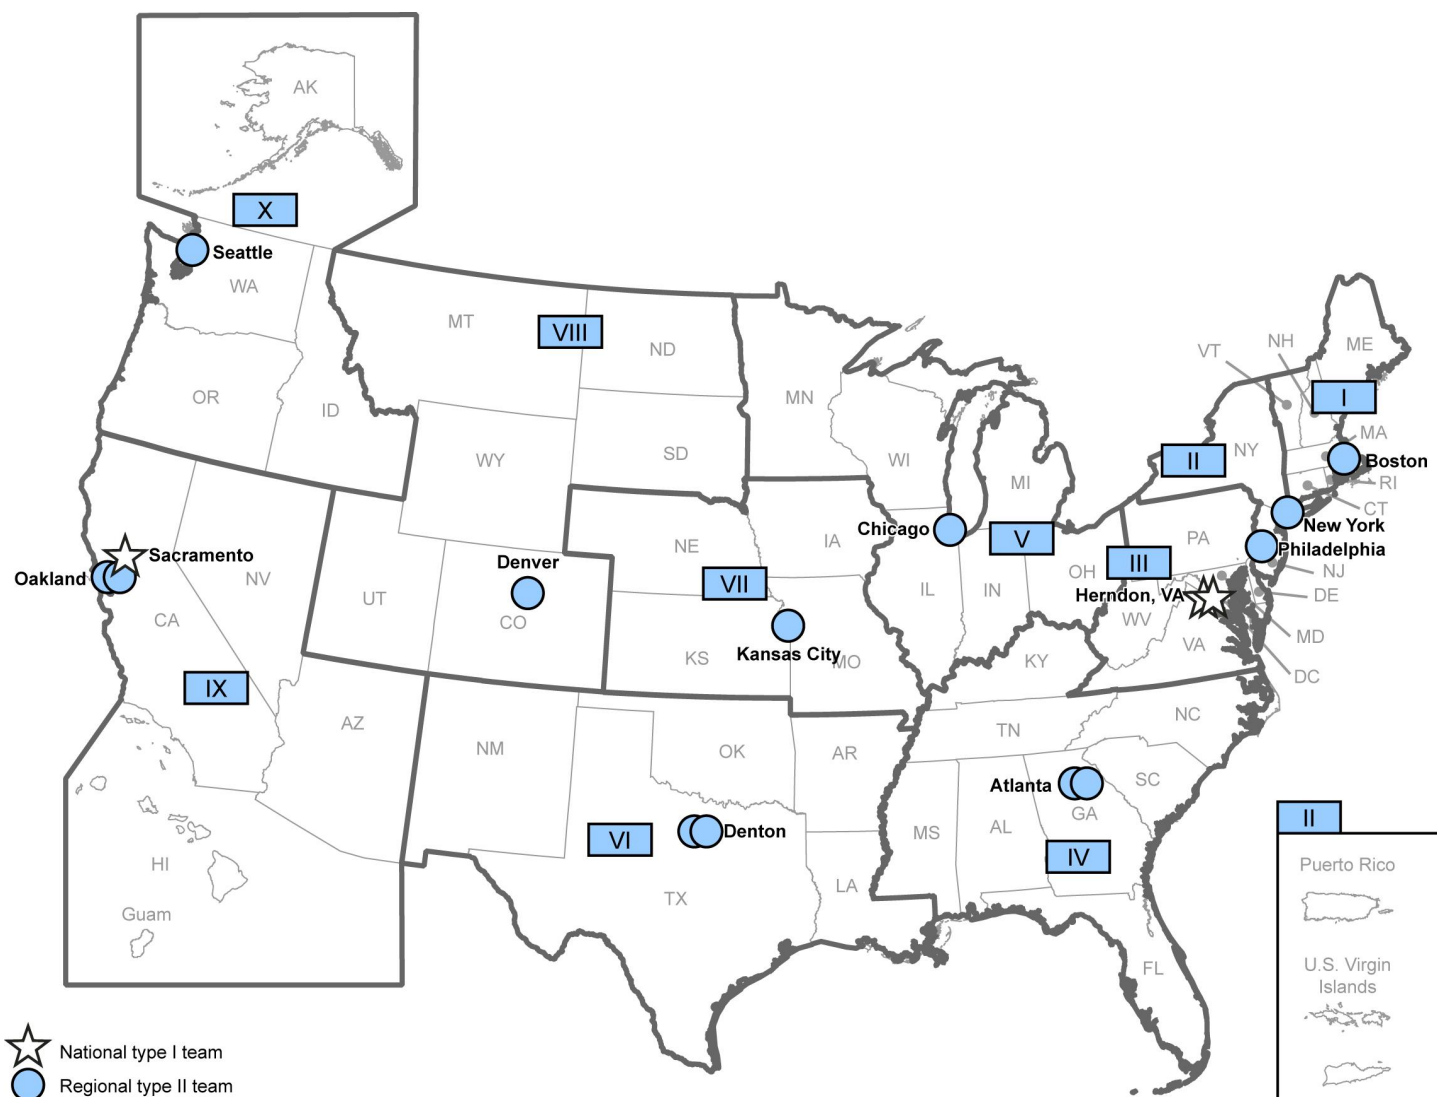 AK
X
Seattle
WA
MT
VIII
ND
OR
ID
WY
SD
MN
WI
MI
VT
NH
ME
I
MA
NY
II
Boston
RI
CT
New York
PA
Philadelphia
NJ
III
DE
Herndon, VA
MD
DC
WV
VA
OH
V
Chicago
IL
IN
IA
NE
VII
Kansas City
MO
KS
Denver
CO
UT
Sacramento
Oakland
NV
CA
IX
AZ
NM
OK
AR
TN
KY
NC
SC
Atlanta
GA
IV
AL
MS
LA
Denton
VI
TX
FL
HI
Guam
II
Puerto Rico
U.S. Virgin
Islands
National type I team
Regional type II team